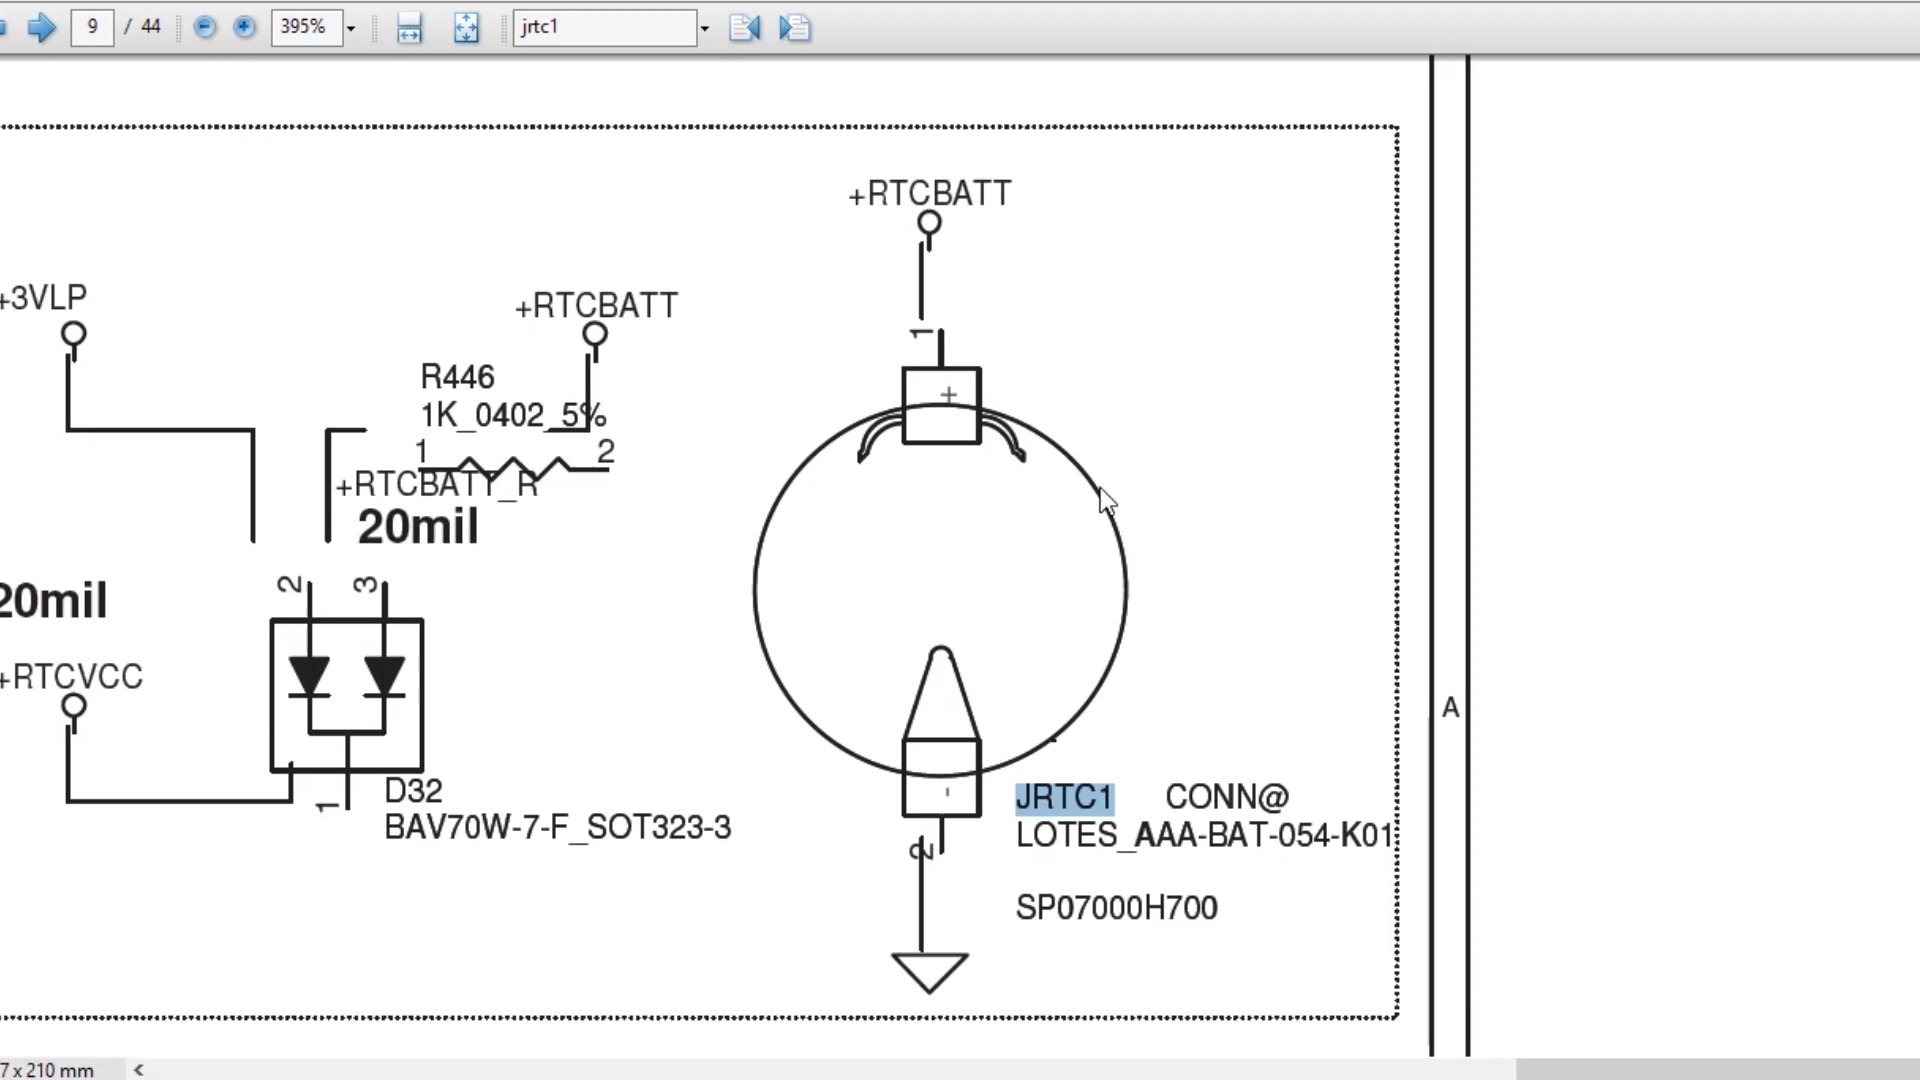 9 / 44 395% jrtc1
+RTCBATT
+3VLP
+RTCBATT
R446
1K_0402_5%
1 2
+RTCBATT_R
20mil
1
+
2 3
20mil
+RTCVCC
A
1
D32
BAV70W-7-F_SOT323-3
-
JRTC1 CONN@
LOTES_AAA-BAT-054-K01
2
SP07000H700
7 x 210 mm